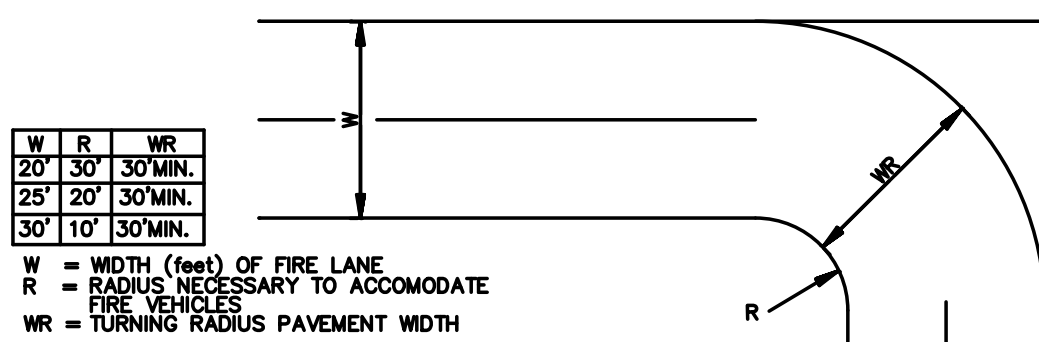 W
W R WR
20' 30' 30'MIN.
25' 20' 30'MIN.
30' 10' 30'MIN.
WR
W = WIDTH (feet) OF FIRE LANE
R = RADIUS NECESSARY TO ACCOMODATE
FIRE VEHICLES
WR = TURNING RADIUS PAVEMENT WIDTH
R